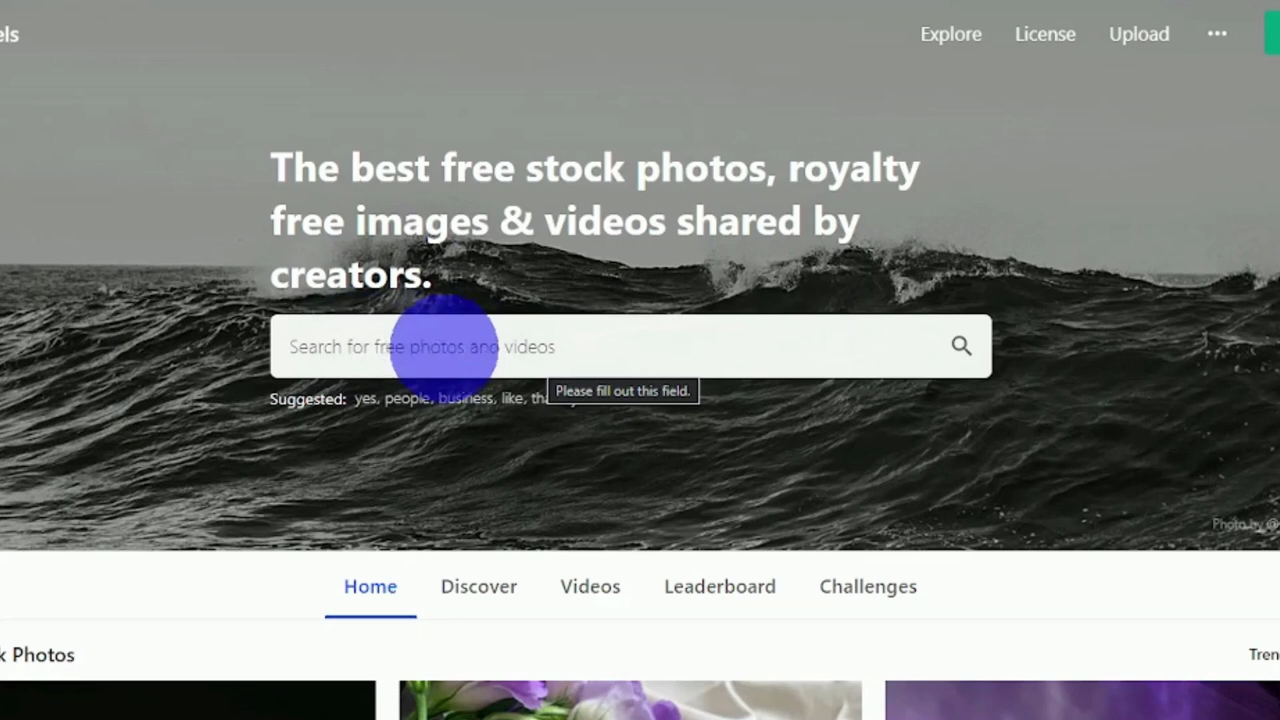 els
Explore License Upload •••
The best free stock photos, royalty
free images & videos shared by
creators.
Search for free photos and videos
Please fill out this field.
Suggested: yes, people, business, like,
Photo by @
Home Discover Videos Leaderboard Challenges
k Photos
Tren